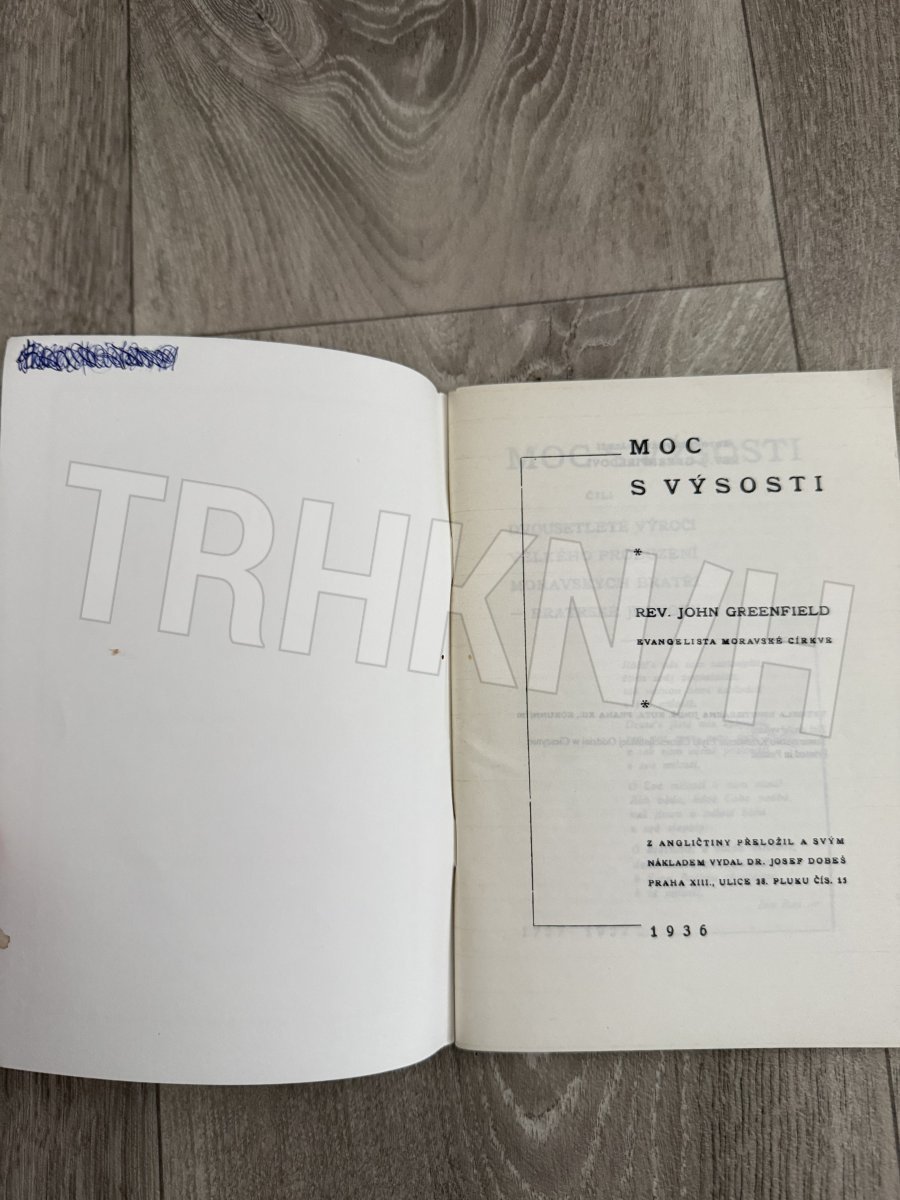 TRHKNIH
MOC
S VÝSOSTI
*
REV. JOHN GREENFIELD
EVANGELISTA MORAVSKÉ CÍRKVE
*
Z ANGLIČTINY PŘELOŽIL A SVÝM
NÁKLADEM VYDAL DR. JOSEF DOBEŠ
PRAHA XIII., ULICE 28. PLUKU ČÍS. 15
1936